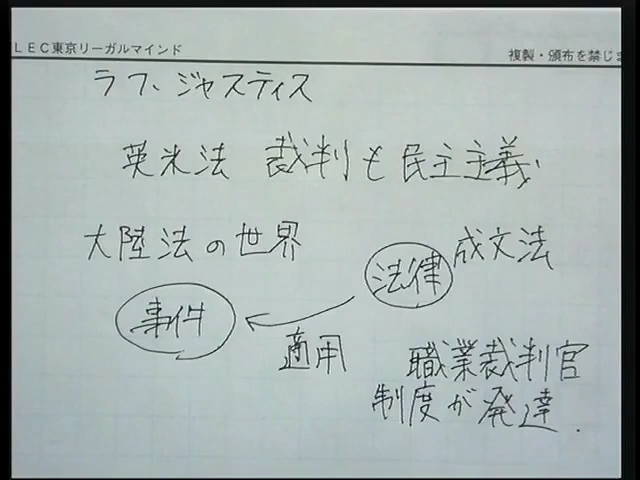 LEC東京リーガルマインド
複製・頒布を禁じま
ラフ、ジャスティス
英米法 裁判も民主主義
大陸法の世界
法律 成文法
事件
適用
職業裁判官
制度が発達.